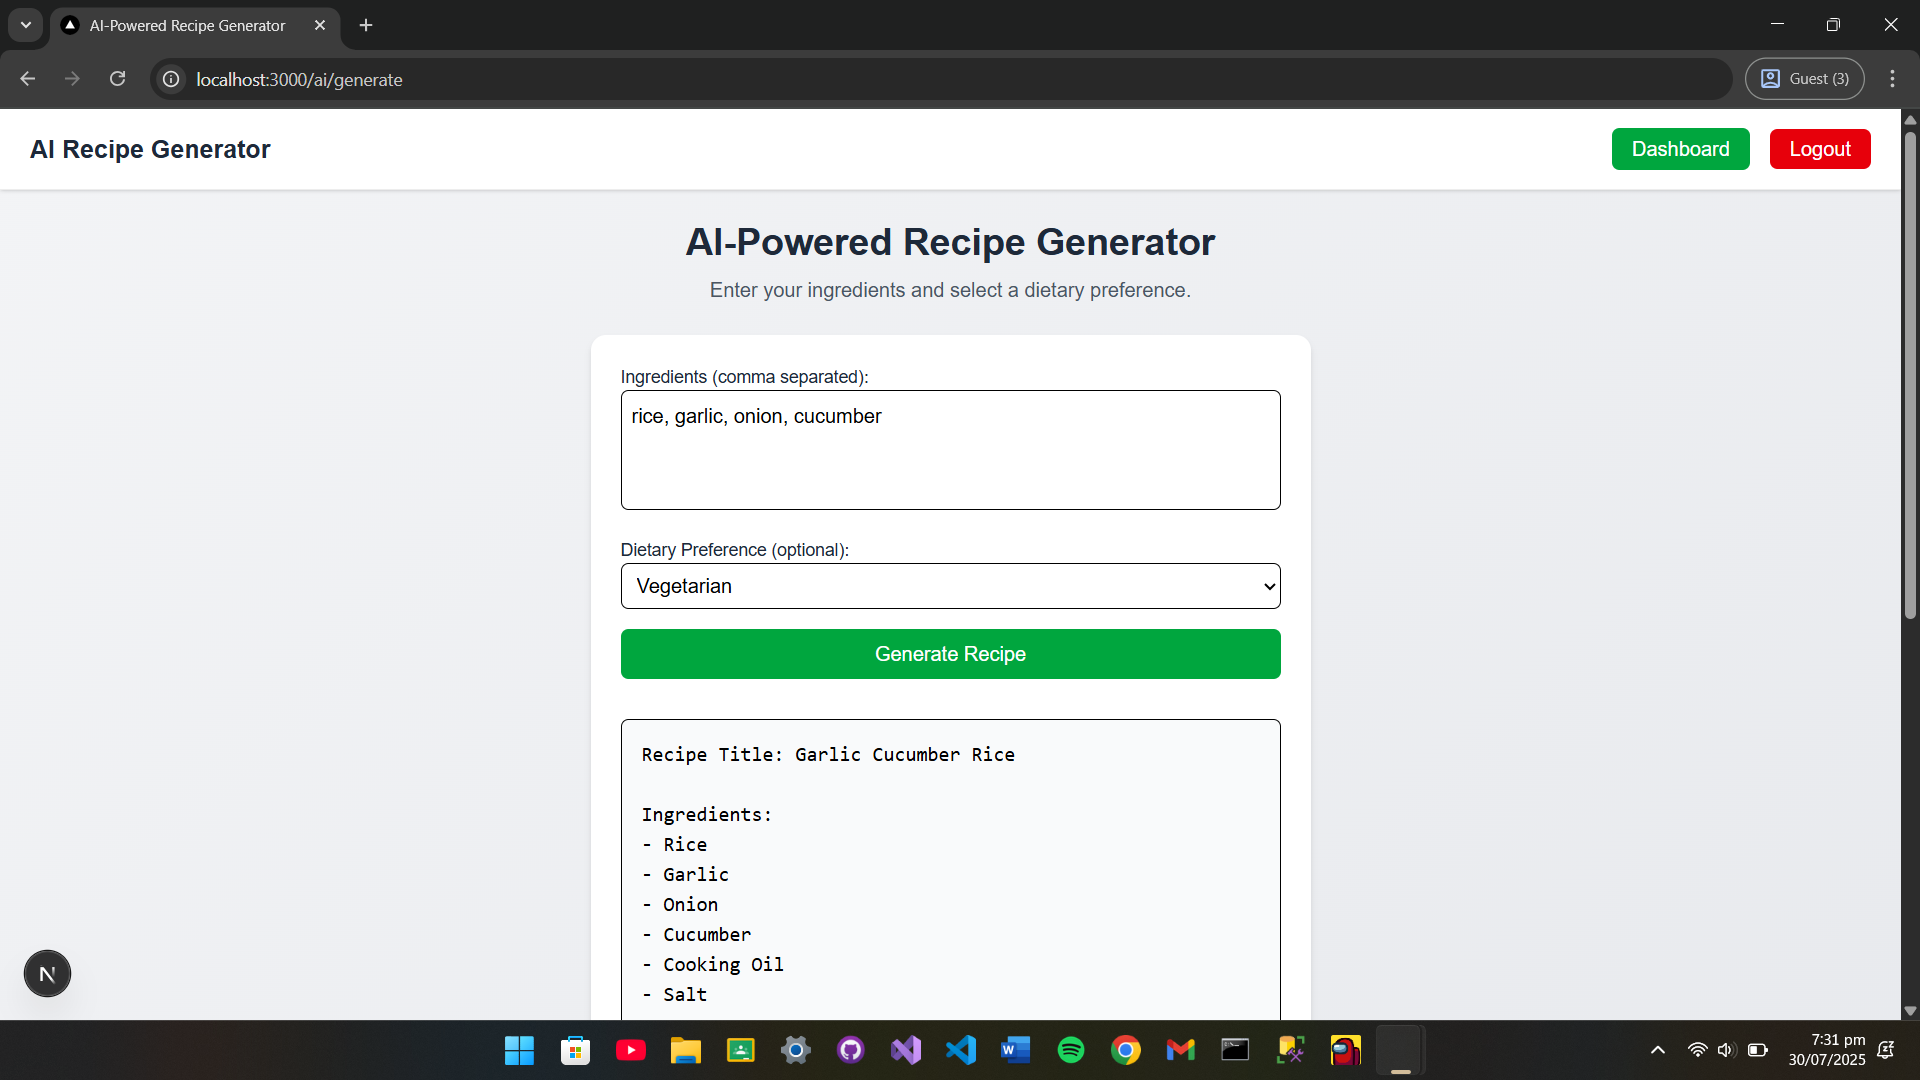 AI-Powered Recipe Generator
localhost:3000/ai/generate
Guest (3)
AI Recipe Generator
Dashboard
Logout
AI-Powered Recipe Generator
Enter your ingredients and select a dietary preference.
Ingredients (comma separated):
rice, garlic, onion, cucumber
Dietary Preference (optional):
Vegetarian
Generate Recipe
Recipe Title: Garlic Cucumber Rice
Ingredients:
- Rice
- Garlic
- Onion
- Cucumber
- Cooking Oil
- Salt
N
W
7:31 pm
30/07/2025